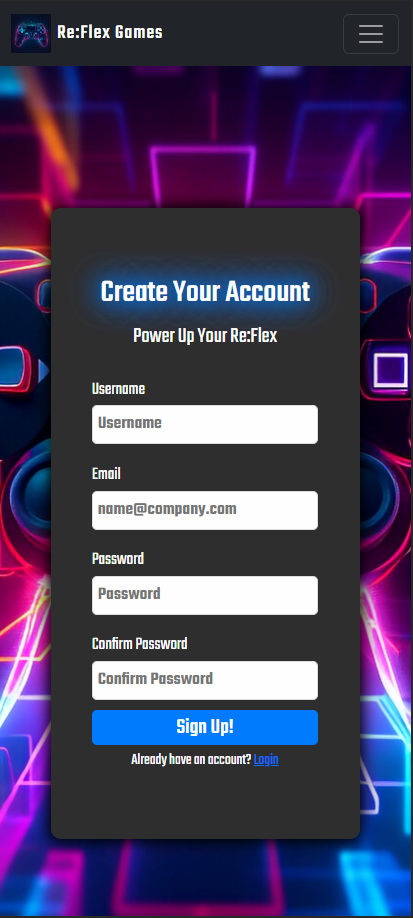 Re:Flex Games
Create Your Account
Power Up Your Re:Flex
Username
Username
Email
name@company.com
Password
Password
Confirm Password
Confirm Password
Sign Up!
Already have an account? Login